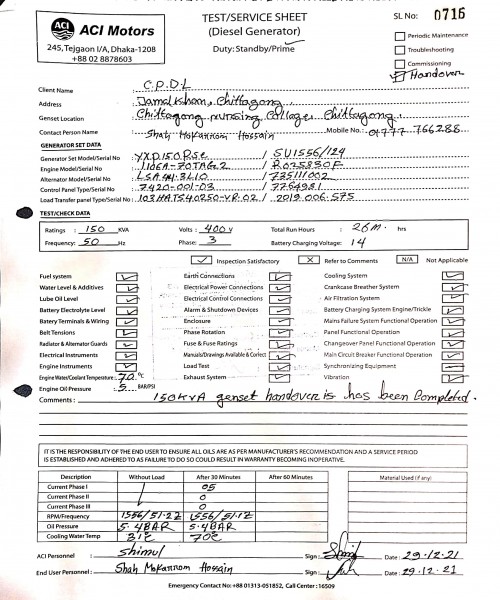 ACI
ACI Motors
245,Tejgaon I/A, Dhaka-1208
+88 02 8878603
TEST/SERVICE SHEET
(Diesel Generator)
Duty:Standby/Prime
SL No: 0716
Periodic Maintenance
Troubleshooting
Commissioning
Handover
Client Name C.P.D.L
Address Jamalkhan, Chittagong
Genset Location Chittagong nursing College Chittagong.
Contact Person Name Shah Mokarrom Hossain Mobile No. 01777 766288
GENERATOR SET DATA
Generator Set Model/Serial No YXD150PSe / SU1556/124
Engine Model/Serial No 1106A-70TAG2 / R025830F
Alternator Model/Serial No LSA44.3L10 / 735111002
Control Panel Type/Serial No 7420-001-03 / 7764981
Load Transfer panel Type/Serial No 103HATS40250-YR-02 / 2019.006.575
TEST/CHECK DATA
Ratings : 150 KVA Volts : 400v Total Run Hours : 26m hrs
Frequency: 50 Hz Phase: 3 Battery Charging Voltage: 14
Inspection Satisfactory X Refer to Comments N/A Not Applicable
Fuel system Earth Connections Cooling System
Water Level & Additives Electrical Power Connections Crankcase Breather System
Lube Oil Level Electrical Control Connections Air Filtration System
Battery Electrolyte Level Alarm & Shutdown Devices Battery Charging System Engine/Trickle
Battery Terminals & Wiring Enclosure Mains Failure System Functional Operation
Belt Tensions Phase Rotation Panel Functional Operation
Radiator & Alternator Guards Fuse & Fuse Ratings Changeover Panel Functional Operation
Electrical Instruments Manuals/Drawings Available & Correct Main Circuit Breaker Functional Operation
Engine Instruments Load Test Synchronizing Equipment
Engine Water/Coolant Temperature: 70 °C Exhaust System Vibration
Engine Oil Pressure: 5 BAR/PSI
Comments : 150KVA genset handover is has been Completed.
IT IS THE RESPONSIBILITY OF THE END USER TO ENSURE ALL OILS ARE AS PER MANUFACTURER'S RECOMMENDATION AND A SERVICE PERIOD
IS ESTABLISHED AND ADHERED TO AS FAILURE TO DO SO COULD RESULT IN WARRANTY BECOMING INOPERATIVE.
Description Without Load After 30 Minutes After 60 Minutes Material Used (if any)
Current Phase I 05
Current Phase II 0
Current Phase III 0
RPM/Frequency 1556/51.2Z 1556/51.1Z
Oil Pressure 5.4BAR 5.4BAR
Cooling Water Temp 31°C 70°C
ACI Personnel : Shimul Sign : Date : 29.12.21
End User Personnel : Shah Mokarrom Hossain Sign : Date : 29.12.21
Emergency Contact No: +88 01313-051852, Call Center : 16509